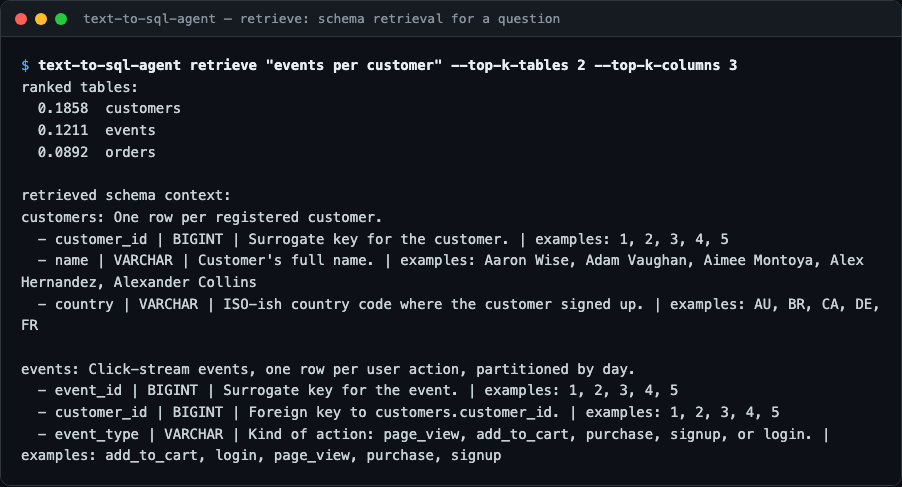 text-to-sql-agent — retrieve: schema retrieval for a question
$ text-to-sql-agent retrieve "events per customer" --top-k-tables 2 --top-k-columns 3
ranked tables:
  0.1858  customers
  0.1211  events
  0.0892  orders

retrieved schema context:
customers: One row per registered customer.
  - customer_id | BIGINT | Surrogate key for the customer. | examples: 1, 2, 3, 4, 5
  - name | VARCHAR | Customer's full name. | examples: Aaron Wise, Adam Vaughan, Aimee Montoya, Alex
Hernandez, Alexander Collins
  - country | VARCHAR | ISO-ish country code where the customer signed up. | examples: AU, BR, CA, DE,
FR

events: Click-stream events, one row per user action, partitioned by day.
  - event_id | BIGINT | Surrogate key for the event. | examples: 1, 2, 3, 4, 5
  - customer_id | BIGINT | Foreign key to customers.customer_id. | examples: 1, 2, 3, 4, 5
  - event_type | VARCHAR | Kind of action: page_view, add_to_cart, purchase, signup, or login. |
examples: add_to_cart, login, page_view, purchase, signup